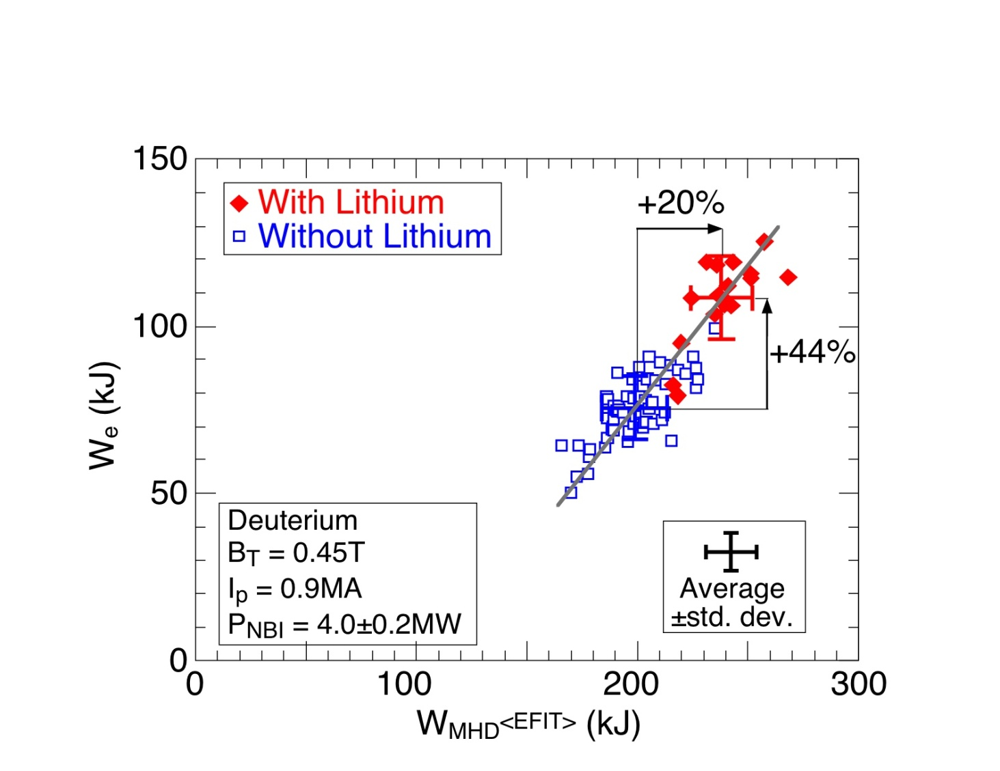 150
With Lithium
Without Lithium
+20%
100
+44%
We (kJ)
50
Deuterium
BT = 0.45T
Ip = 0.9MA
PNBI = 4.0±0.2MW
Average
±std. dev.
0
0 100 200 300
WMHD<EFIT> (kJ)